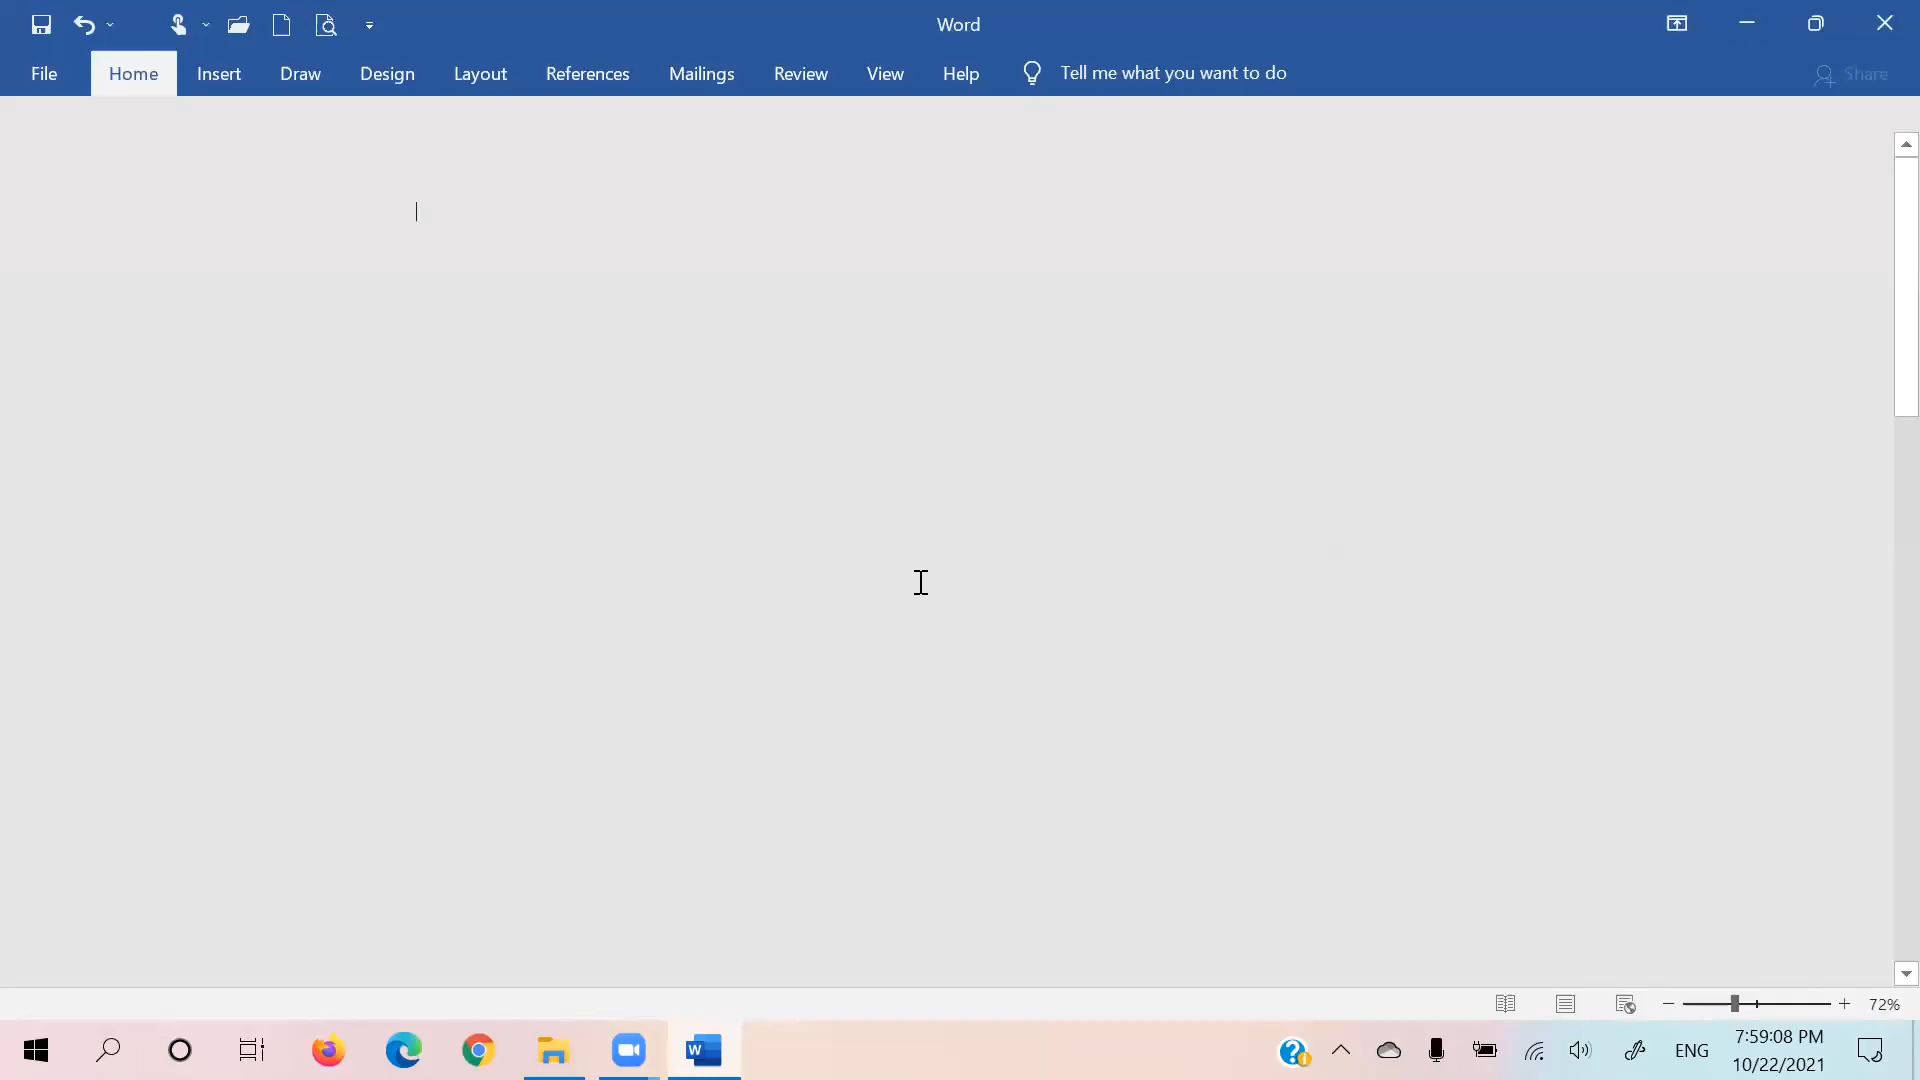 Word
File Home Insert Draw Design Layout References Mailings Review View Help Tell me what you want to do Share
72%
ENG
7:59:08 PM
10/22/2021